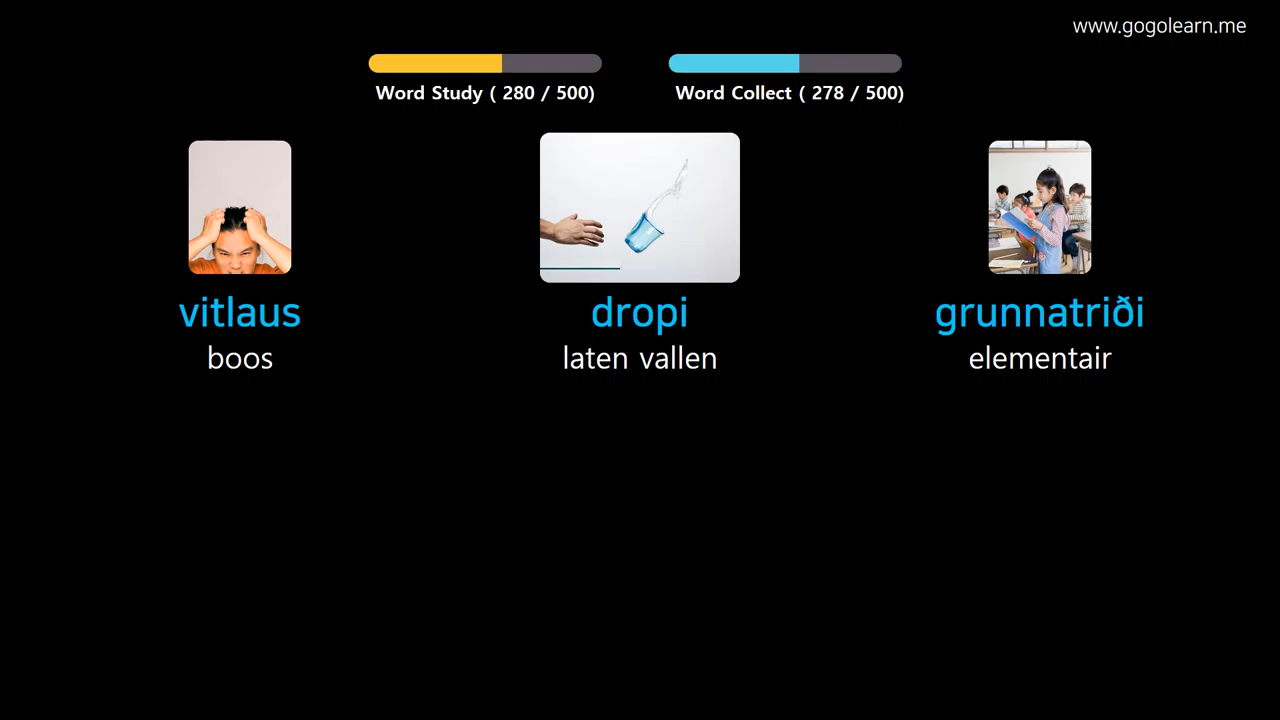 www.gogolearn.me
Word Study ( 280 / 500)
Word Collect ( 278 / 500)
vitlaus
boos
dropi
laten vallen
grunnatriði
elementair